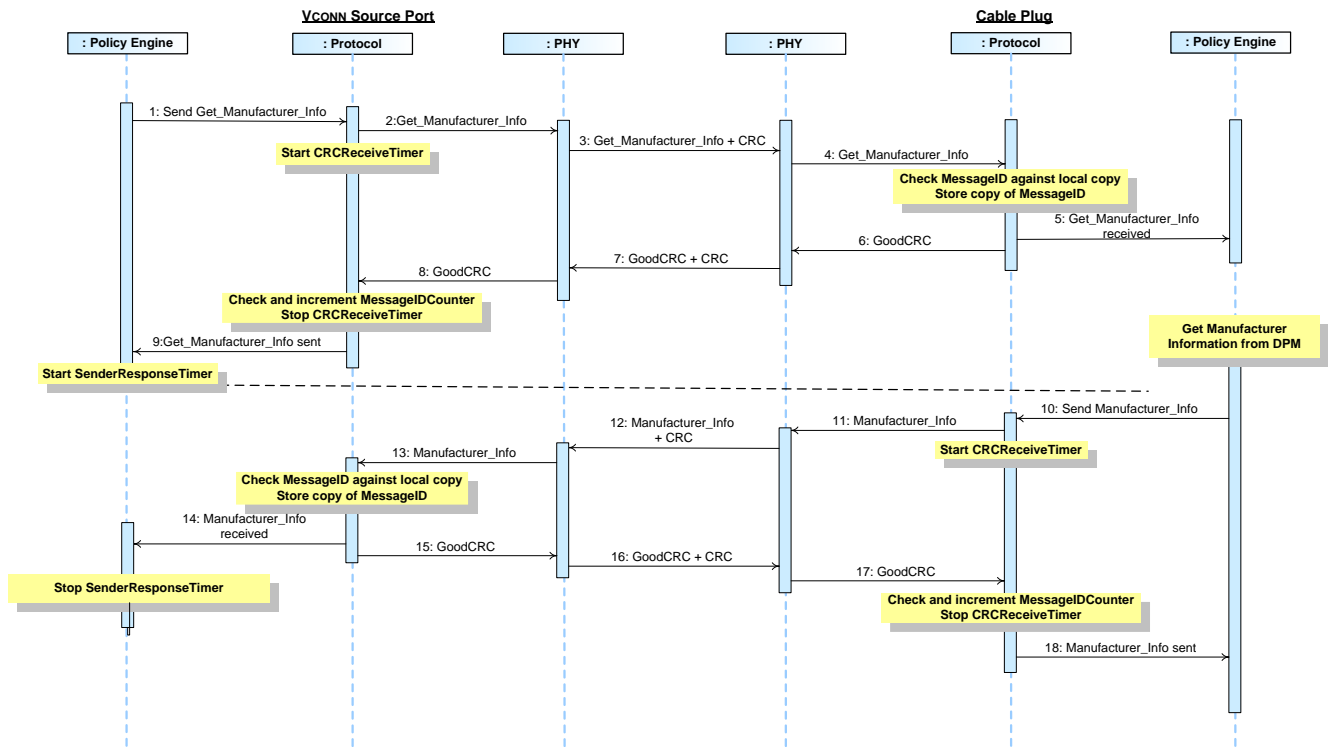 VCONN Source Port
Cable Plug
: Policy Engine
: Protocol
: PHY
: PHY
: Protocol
: Policy Engine
1: Send Get_Manufacturer_Info
2:Get_Manufacturer_Info
Start CRCReceiveTimer
3: Get_Manufacturer_Info + CRC
4: Get_Manufacturer_Info
Check MessageID against local copy
Store copy of MessageID
5: Get_Manufacturer_Info
received
6: GoodCRC
7: GoodCRC + CRC
8: GoodCRC
Check and increment MessageIDCounter
Stop CRCReceiveTimer
9:Get_Manufacturer_Info sent
Start SenderResponseTimer
Get Manufacturer
Information from DPM
10: Send Manufacturer_Info
11: Manufacturer_Info
Start CRCReceiveTimer
12: Manufacturer_Info
+ CRC
13: Manufacturer_Info
Check MessageID against local copy
Store copy of MessageID
14: Manufacturer_Info
received
15: GoodCRC
16: GoodCRC + CRC
17: GoodCRC
Stop SenderResponseTimer
Check and increment MessageIDCounter
Stop CRCReceiveTimer
18: Manufacturer_Info sent